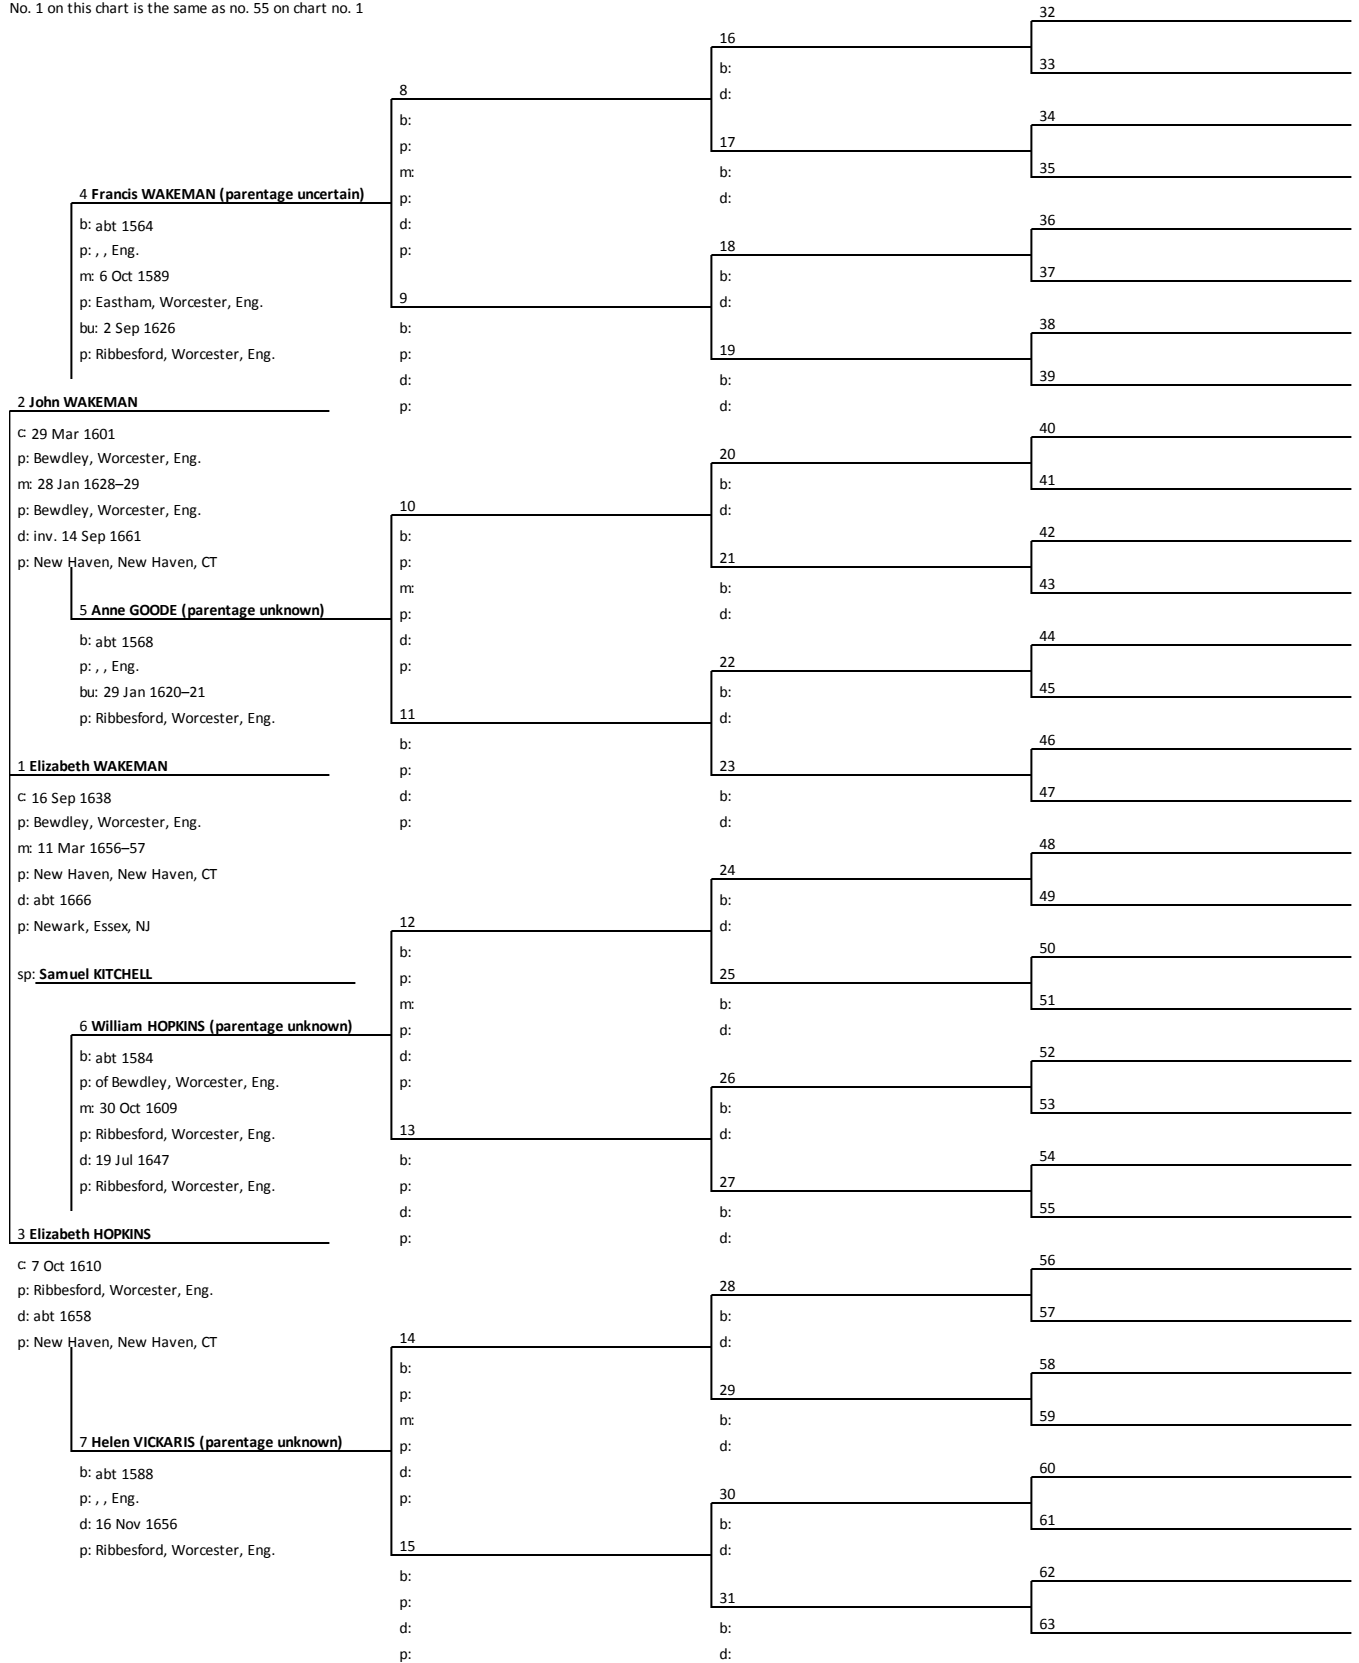 No. 1 on this chart is the same as no. 55 on chart no. 1
4 Francis WAKEMAN (parentage uncertain)
b: abt 1564
p: , , Eng.
m: 6 Oct 1589
p: Eastham, Worcester, Eng.
bu: 2 Sep 1626
p: Ribbesford, Worcester, Eng.
2 John WAKEMAN
c: 29 Mar 1601
p: Bewdley, Worcester, Eng.
m: 28 Jan 1628–29
p: Bewdley, Worcester, Eng.
d: inv. 14 Sep 1661
p: New Haven, New Haven, CT
5 Anne GOODE (parentage unknown)
b: abt 1568
p: , , Eng.
bu: 29 Jan 1620–21
p: Ribbesford, Worcester, Eng.
1 Elizabeth WAKEMAN
c: 16 Sep 1638
p: Bewdley, Worcester, Eng.
m: 11 Mar 1656–57
p: New Haven, New Haven, CT
d: abt 1666
p: Newark, Essex, NJ
sp: Samuel KITCHELL
6 William HOPKINS (parentage unknown)
b: abt 1584
p: of Bewdley, Worcester, Eng.
m: 30 Oct 1609
p: Ribbesford, Worcester, Eng.
d: 19 Jul 1647
p: Ribbesford, Worcester, Eng.
3 Elizabeth HOPKINS
c: 7 Oct 1610
p: Ribbesford, Worcester, Eng.
d: abt 1658
p: New Haven, New Haven, CT
7 Helen VICKARIS (parentage unknown)
b: abt 1588
p: , , Eng.
d: 16 Nov 1656
p: Ribbesford, Worcester, Eng.
8
b:
p:
m:
p:
d:
p:
9
b:
p:
d:
p:
10
b:
p:
m:
p:
d:
p:
11
b:
p:
d:
p:
12
b:
p:
m:
p:
d:
p:
13
b:
p:
d:
p:
14
b:
p:
m:
p:
d:
p:
15
b:
p:
d:
p:
16
b:
d:
17
b:
d:
18
b:
d:
19
b:
d:
20
b:
d:
21
b:
d:
22
b:
d:
23
b:
d:
24
b:
d:
25
b:
d:
26
b:
d:
27
b:
d:
28
b:
d:
29
b:
d:
30
b:
d:
31
b:
d:
32
33
34
35
36
37
38
39
40
41
42
43
44
45
46
47
48
49
50
51
52
53
54
55
56
57
58
59
60
61
62
63